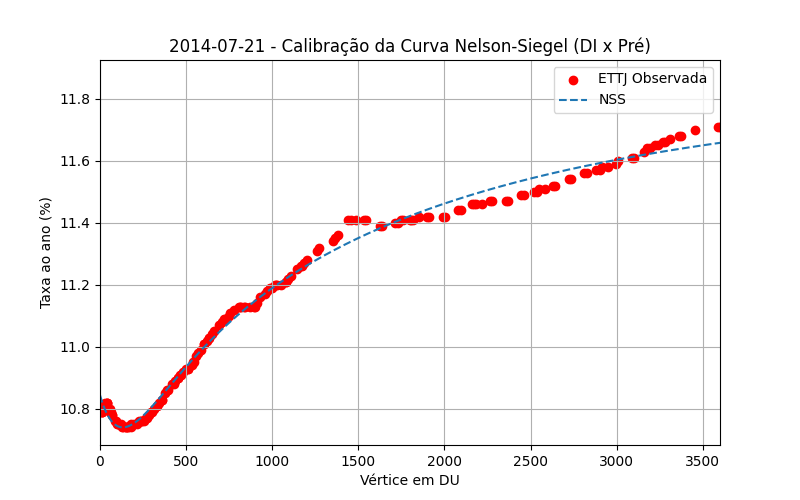 2014-07-21 - Calibração da Curva Nelson-Siegel (DI x Pré)
ETTJ Observada
NSS
Taxa ao ano (%)
11.8
11.6
11.4
11.2
11.0
10.8
0 500 1000 1500 2000 2500 3000 3500
Vértice em DU